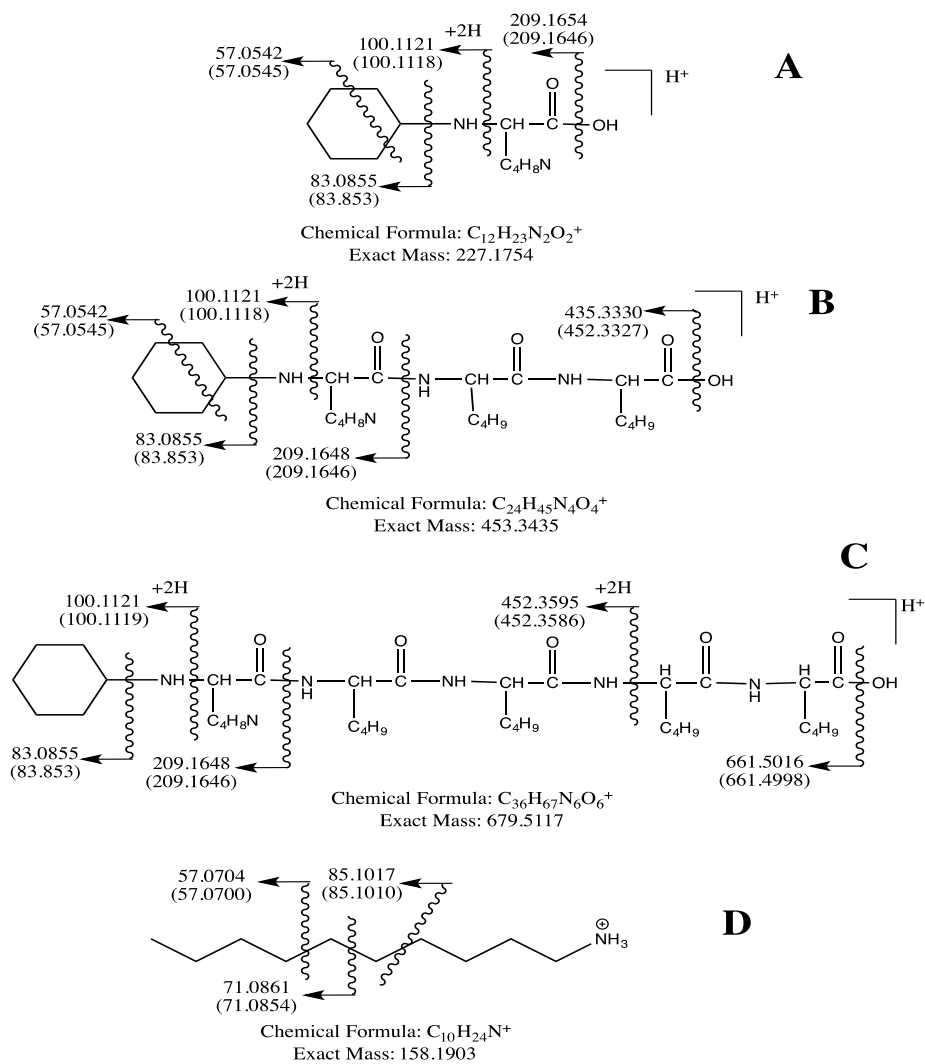 209.1654
(209.1646)
+2H
100.1121
(100.1118)
57.0542
(57.0545)
A
H⁺
O
NH
CH
C
OH
C₄H₈N
83.0855
(83.853)
Chemical Formula: C₁₂H₂₃N₂O₂⁺
Exact Mass: 227.1754
+2H
100.1121
(100.1118)
57.0542
(57.0545)
435.3330
(452.3327)
H⁺
B
O
O
O
NH
CH
C
N
H
CH
C
NH
CH
C
OH
C₄H₈N
C₄H₉
C₄H₉
83.0855
(83.853)
209.1648
(209.1646)
Chemical Formula: C₂₄H₄₅N₄O₄⁺
Exact Mass: 453.3435
C
+2H
100.1121
(100.1119)
+2H
452.3595
(452.3586)
H⁺
O
O
O
O
O
NH
CH
C
N
H
CH
C
NH
CH
C
NH
H
C
C
N
H
H
C
C
OH
C₄H₈N
C₄H₉
C₄H₉
C₄H₉
C₄H₉
83.0855
(83.853)
209.1648
(209.1646)
661.5016
(661.4998)
Chemical Formula: C₃₆H₆₇N₆O₆⁺
Exact Mass: 679.5117
57.0704
(57.0700)
85.1017
(85.1010)
D
⊕
NH₃
71.0861
(71.0854)
Chemical Formula: C₁₀H₂₄N⁺
Exact Mass: 158.1903